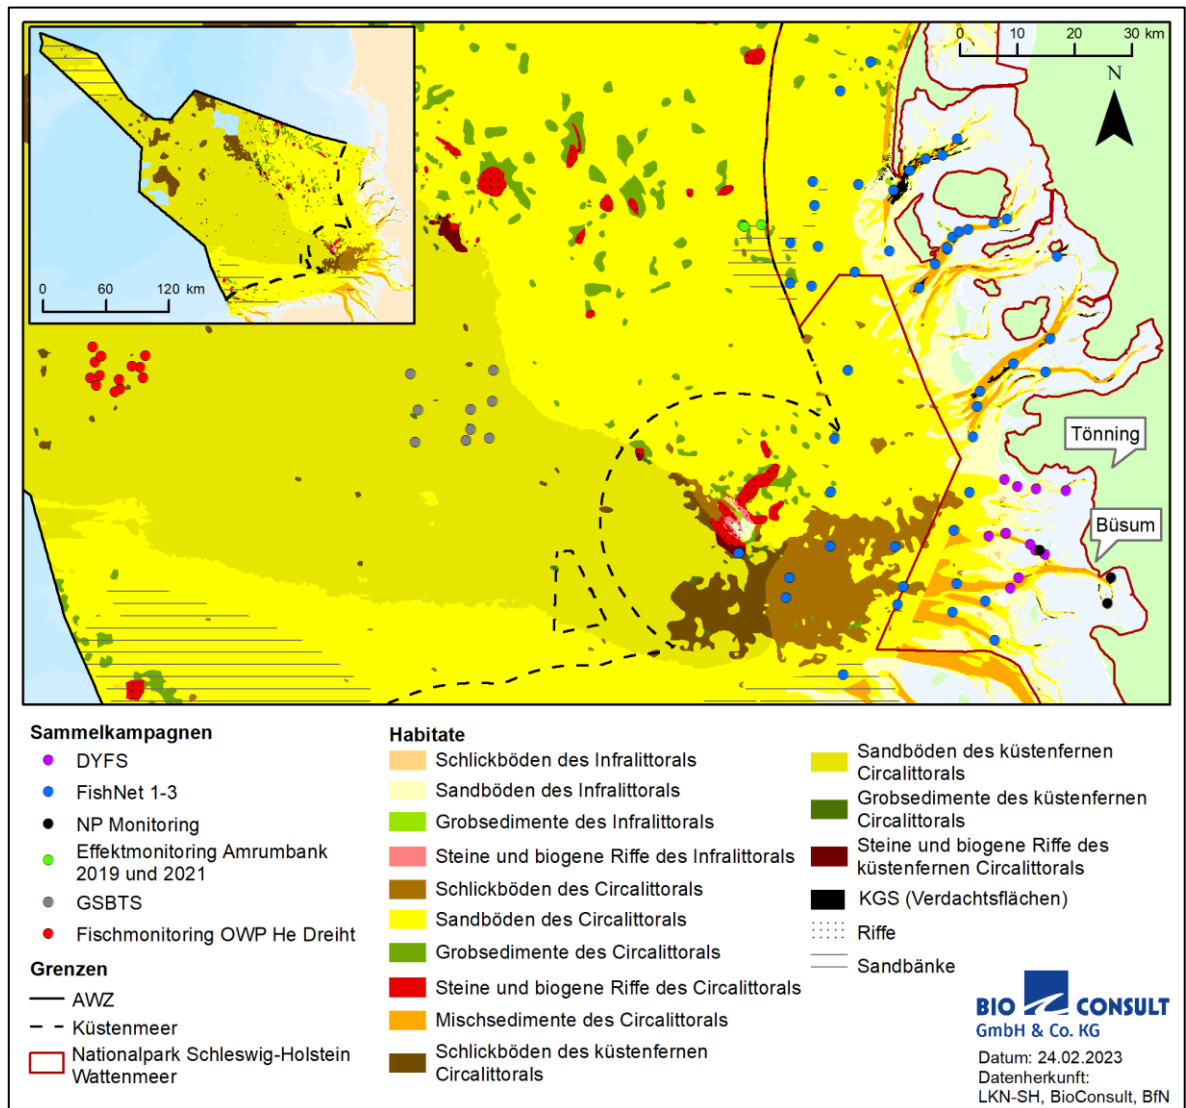 0 10 20 30 km
N
0 60 120 km
Tönning
Büsum
Sammelkampagnen
DYFS
FishNet 1-3
NP Monitoring
Effektmonitoring Amrumbank
2019 und 2021
GSBTS
Fischmonitoring OWP He Dreiht
Grenzen
AWZ
Küstenmeer
Nationalpark Schleswig-Holstein
Wattenmeer
Habitate
Schlickböden des Infralittorals
Sandböden des Infralittorals
Grobsedimente des Infralittorals
Steine und biogene Riffe des Infralittorals
Schlickböden des Circalittorals
Sandböden des Circalittorals
Grobsedimente des Circalittorals
Steine und biogene Riffe des Circalittorals
Mischsedimente des Circalittorals
Schlickböden des küstenfernen
Circalittorals
Sandböden des küstenfernen
Circalittorals
Grobsedimente des küstenfernen
Circalittorals
Steine und biogene Riffe des
küstenfernen Circalittorals
KGS (Verdachtsflächen)
Riffe
Sandbänke
BIO CONSULT
GmbH & Co. KG
Datum: 24.02.2023
Datenherkunft:
LKN-SH, BioConsult, BfN